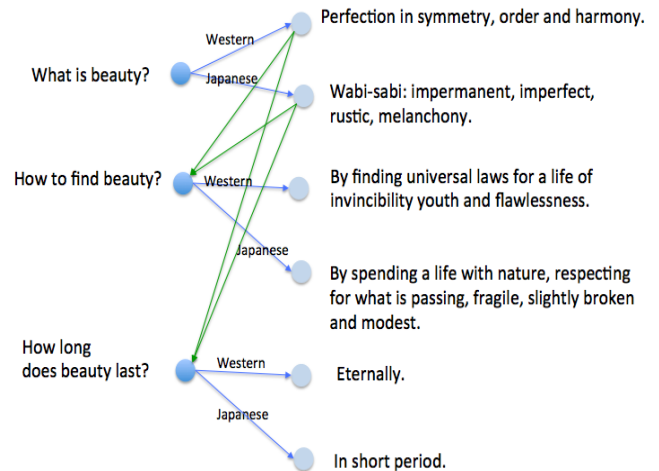 Perfection in symmetry, order and harmony.
Western
What is beauty?
Japanese
Wabi-sabi: impermanent, imperfect,
rustic, melanchony.
How to find beauty?
Western
By finding universal laws for a life of
invincibility youth and flawlessness.
Japanese
By spending a life with nature, respecting
for what is passing, fragile, slightly broken
and modest.
How long
does beauty last?
Western
Eternally.
Japanese
In short period.